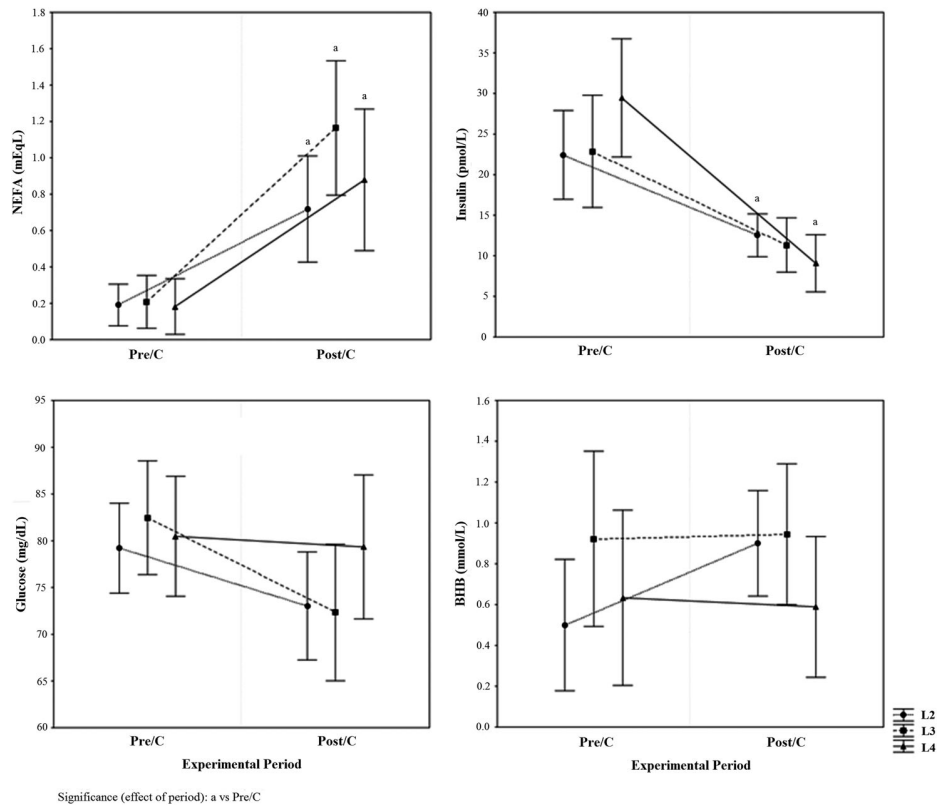 1.8
1.6
1.4
1.2
1.0
0.8
0.6
0.4
0.2
0.0
NEFA (mEqL)
a
a
a
Pre/C Post/C
40
35
30
25
20
15
10
5
0
Insulin (pmol/L)
a
a
Pre/C Post/C
95
90
85
80
75
70
65
60
Glucose (mg/dL)
Pre/C Post/C
Experimental Period
1.6
1.4
1.2
1.0
0.8
0.6
0.4
0.2
0.0
BHB (mmol/L)
Pre/C Post/C
Experimental Period
L2
L3
L4
Significance (effect of period): a vs Pre/C